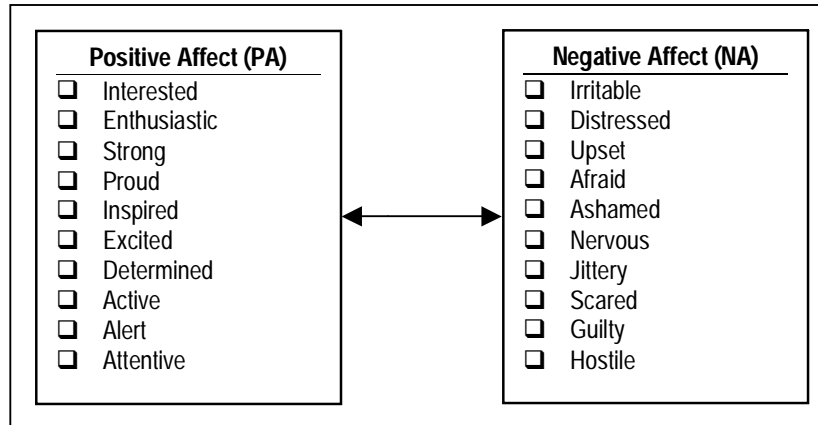 Positive Affect (PA)
Interested
Enthusiastic
Strong
Proud
Inspired
Excited
Determined
Active
Alert
Attentive
Negative Affect (NA)
Irritable
Distressed
Upset
Afraid
Ashamed
Nervous
Jittery
Scared
Guilty
Hostile